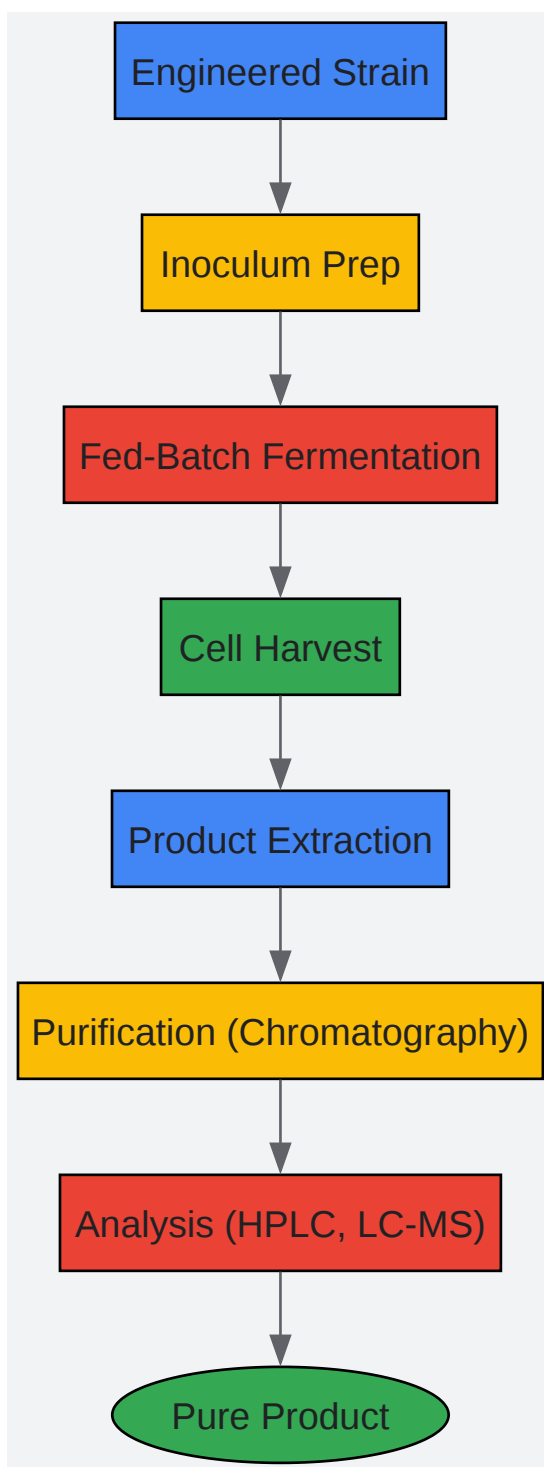 Engineered Strain
Inoculum Prep
Fed-Batch Fermentation
Cell Harvest
Product Extraction
Purification (Chromatography)
Analysis (HPLC, LC-MS)
Pure Product